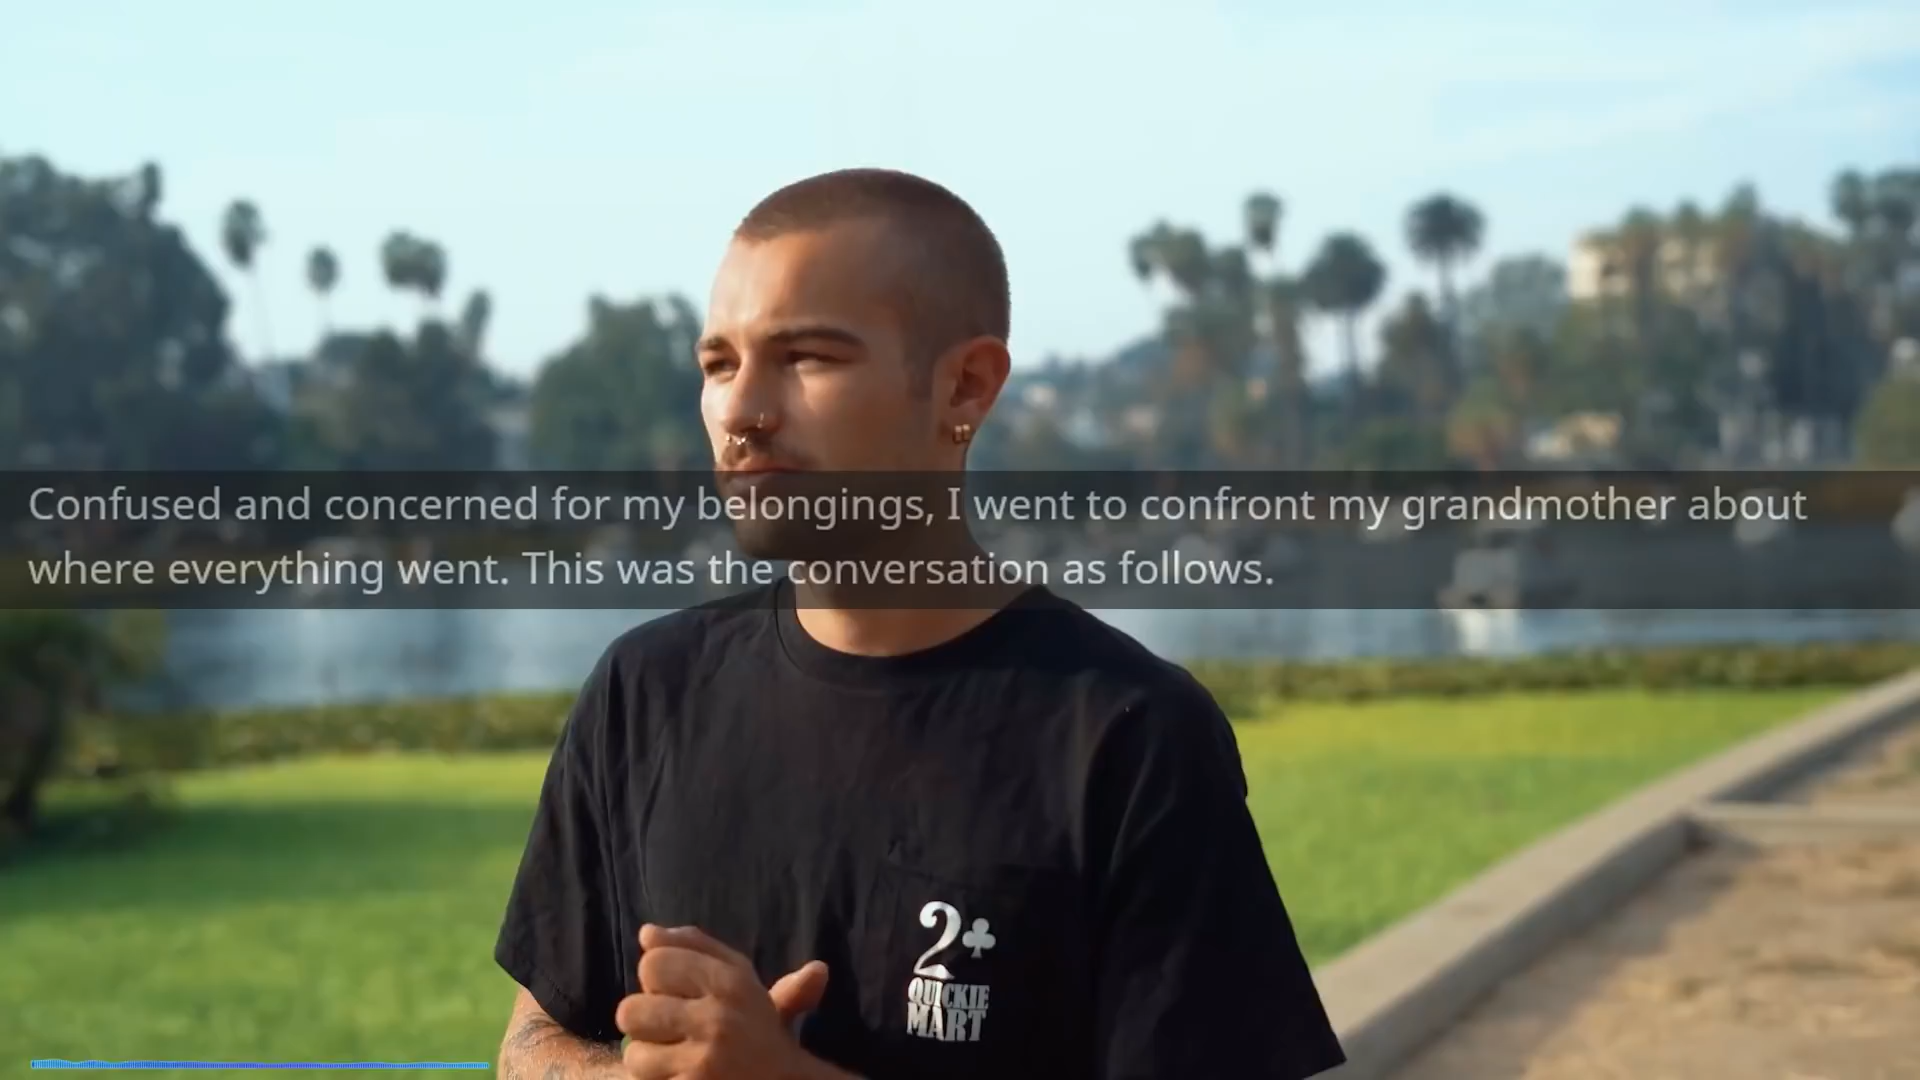 Confused and concerned for my belongings, I went to confront my grandmother about
where everything went. This was the conversation as follows.
2♣
QUICKIE
MART